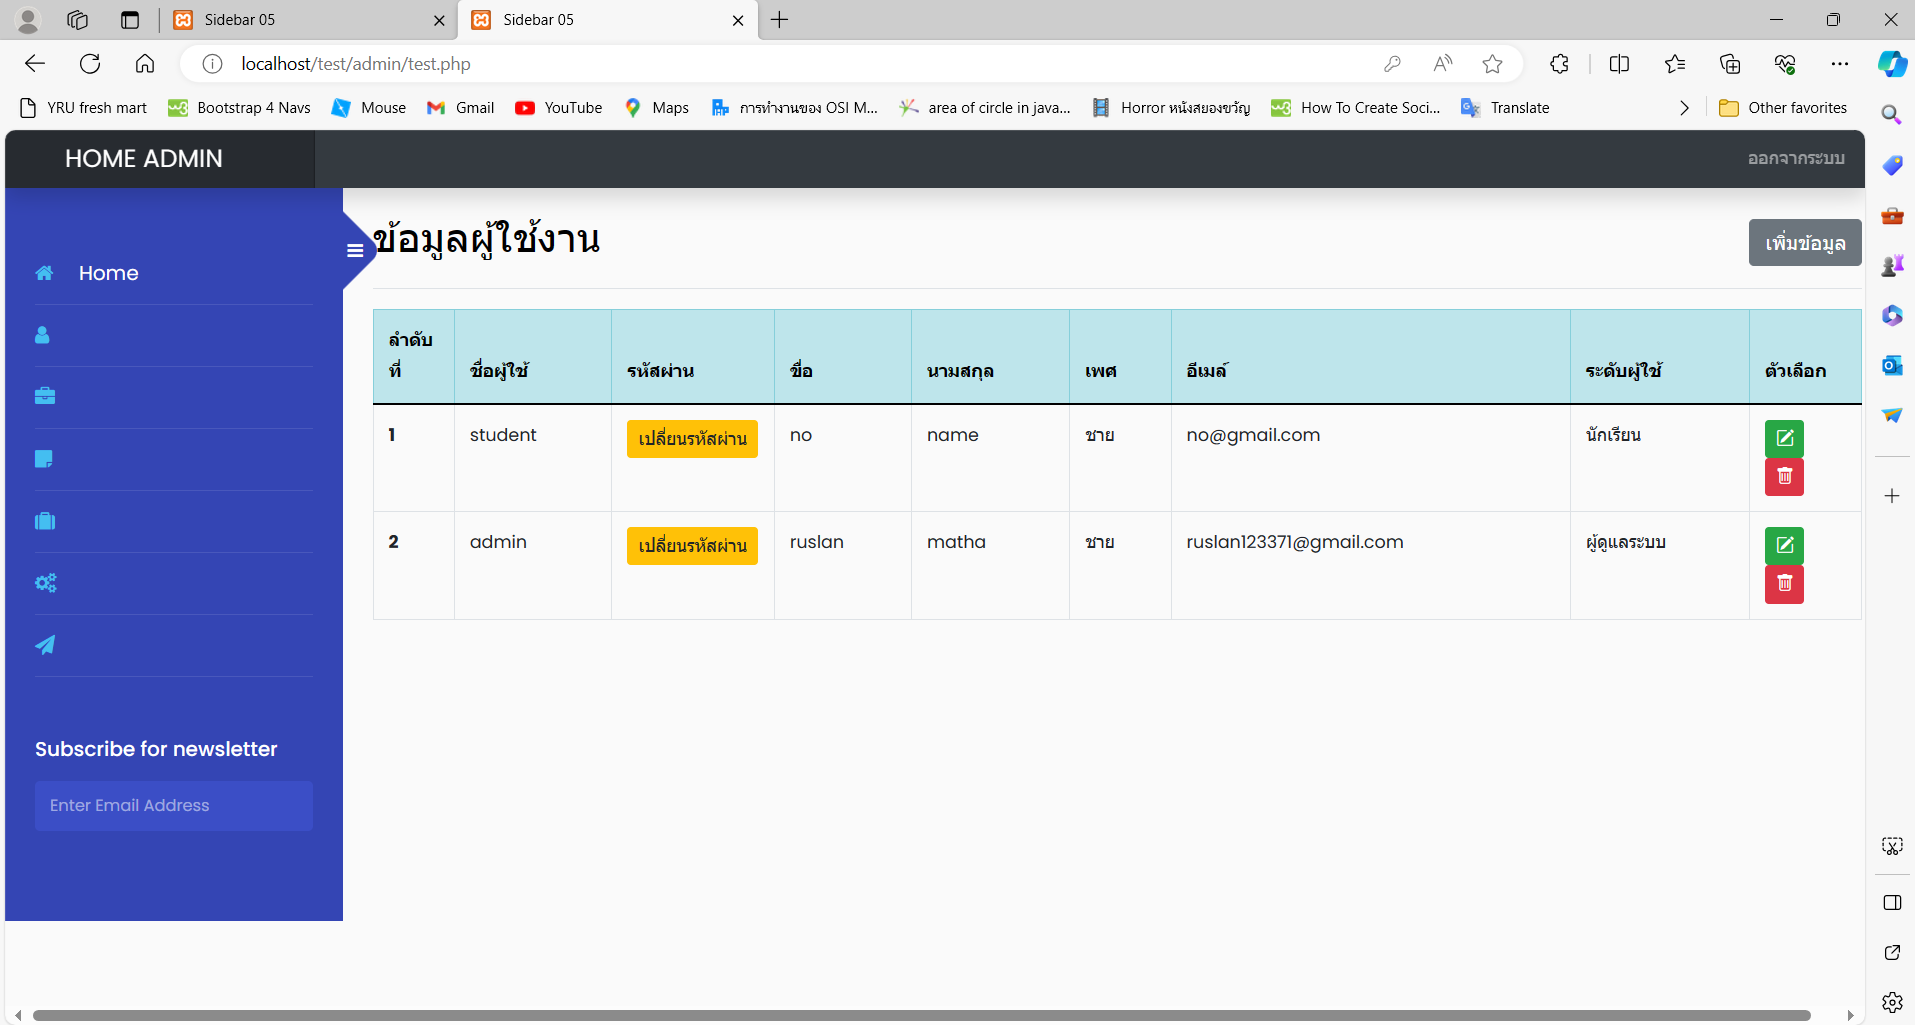 Sidebar 05
Sidebar 05
localhost/test/admin/test.php
YRU fresh mart
Bootstrap 4 Navs
Mouse
Gmail
YouTube
Maps
การทำงานของ OSI M...
area of circle in java...
Horror หนังสยองขวัญ
How To Create Soci...
Translate
Other favorites
HOME ADMIN
ออกจากระบบ
Home
Subscribe for newsletter
Enter Email Address
ข้อมูลผู้ใช้งาน
เพิ่มข้อมูล
ลำดับ
ที่ ชื่อผู้ใช้ รหัสผ่าน ชื่อ นามสกุล เพศ อีเมล์ ระดับผู้ใช้ ตัวเลือก
1 student เปลี่ยนรหัสผ่าน no name ชาย no@gmail.com นักเรียน
2 admin เปลี่ยนรหัสผ่าน ruslan matha ชาย ruslan123371@gmail.com ผู้ดูแลระบบ